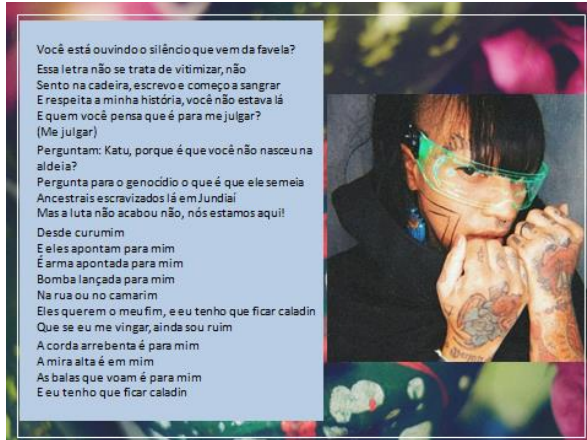 Você está ouvindo o silêncio que vem da favela?
Essa letra não se trata de vitimizar, não
Sento na cadeira, escrevo e começo a sangrar
E respeita a minha história, você não estava lá
E quem você pensa que é para me julgar?
(Me julgar)
Perguntam: Katu, porque é que você não nasceu na
aldeia?
Pergunta para o genocídio o que é que ele semeia
Ancestrais escravizados lá em Jundiaí
Mas a luta não acabou não, nós estamos aqui!
Desde curumim
E eles apontam para mim
É arma apontada para mim
Bomba lançada para mim
Na rua ou no camarim
Eles querem o meu fim, e eu tenho que ficar caladin
Que se eu me vingar, ainda sou ruim
A corda arrebenta é para mim
A mira alta é em mim
As balas que voam é para mim
E eu tenho que ficar caladin